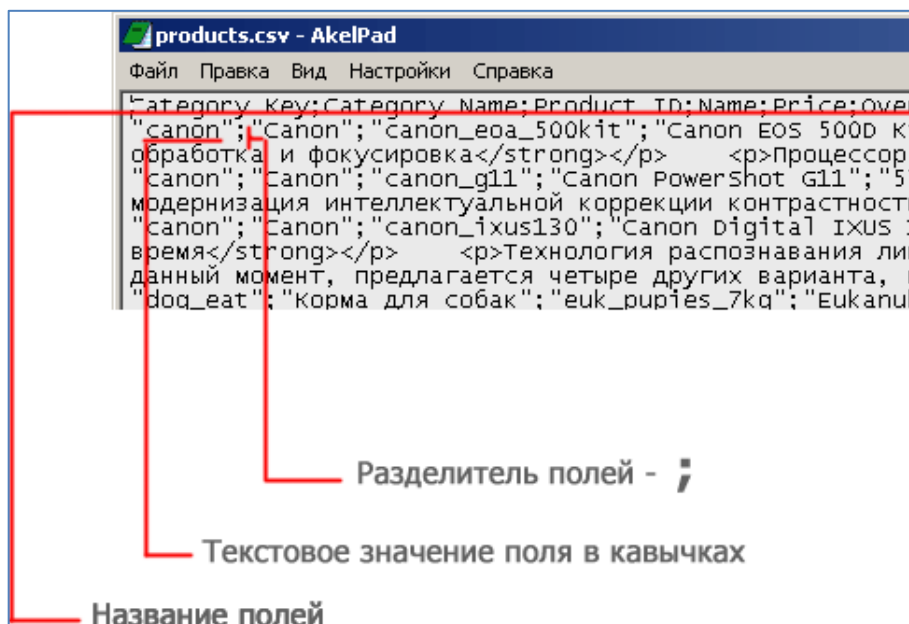 products.csv - AkelPad
Файл Правка Вид Настройки Справка
Category Key;Category Name;Product ID;Name;Price;Ove
"canon";"Canon";"canon_eoa_500kit";"Canon EOS 500D K
обработка и фокусировка</strong></p> <p>Процессор
"canon";"Canon";"canon_g11";"Canon PowerShot G11";"5
модернизация интеллектуальной коррекции контрастност
"canon";"Canon";"canon_ixus130";"Canon Digital IXUS
время</strong></p> <p>Технология распознавания ли
данный момент, предлагается четыре других варианта,
"dog_eat";"Корма для собак";"euk_pupies_7kg";"Eukanu
Разделитель полей - ;
Текстовое значение поля в кавычках
Название полей